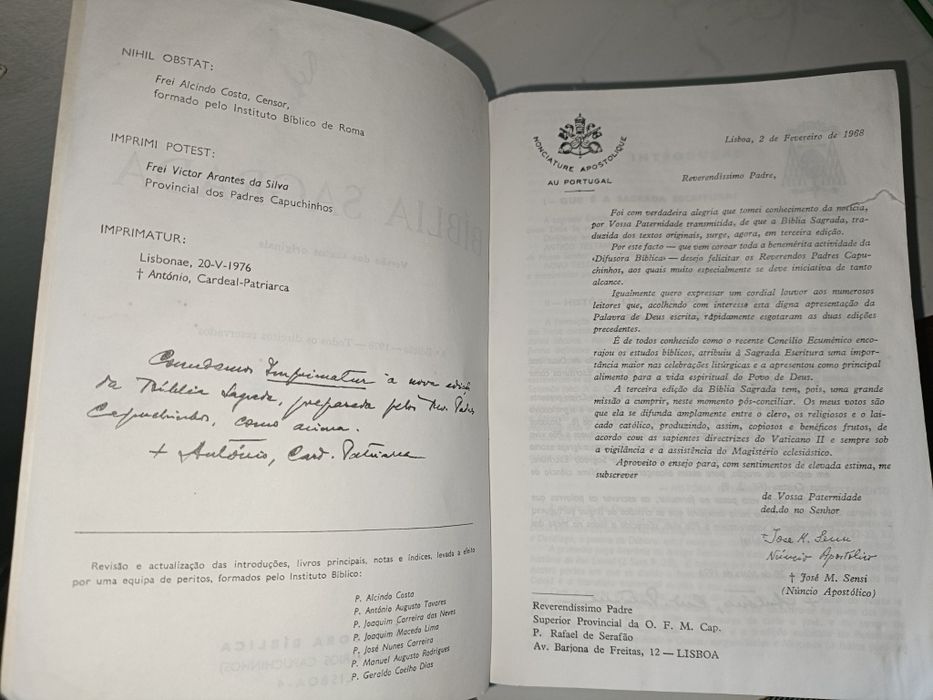 NIHIL OBSTAT:
Frei Alcindo Costa, Censor,
formado pelo Instituto Bíblico de Roma
IMPRIMI POTEST:
Frei Victor Arantes da Silva
Provincial dos Padres Capuchinhos
IMPRIMATUR:
Lisbonae, 20-V-1976
† António, Cardeal-Patriarca
Concedemos Imprimatur à nova edição
da Bíblia Sagrada, preparada pelos Rev. Padres
Capuchinhos, como acima.
+ António, Card. Patriarca
Revisão e actualização das introduções, livros principais, notas e índices, levada a efeito
por uma equipa de peritos, formados pelo Instituto Bíblico:
P. Alcindo Costa
P. António Augusto Tavares
P. Joaquim Correira das Neves
P. Joaquim Macedo Lima
P. José Nunes Carreira
P. Manuel Augusto Rodrigues
P. Geraldo Coelho Dias
NONCIATURE APOSTOLIQUE
AU PORTUGAL
Lisboa, 2 de Fevereiro de 1968
Reverendíssimo Padre,
Foi com verdadeira alegria que tomei conhecimento da notícia,
por Vossa Paternidade transmitida, de que a Bíblia Sagrada, tra-
duzida dos textos originais, surge, agora, em terceira edição.
Por este facto — que vem coroar toda a benemérita actividade da
«Difusora Bíblica» — desejo felicitar os Reverendos Padres Capu-
chinhos, aos quais muito especialmente se deve iniciativa de tanto
alcance.
Igualmente quero expressar um cordial louvor aos numerosos
leitores que, acolhendo com interesse esta digna apresentação da
Palavra de Deus escrita, rápidamente esgotaram as duas edições
precedentes.
É de todos conhecido como o recente Concílio Ecuménico enco-
rajou os estudos bíblicos, atribuiu à Sagrada Escritura uma impor-
tância maior nas celebrações litúrgicas e a apresentou como principal
alimento para a vida espiritual do Povo de Deus.
A terceira edição da Bíblia Sagrada tem, pois, uma grande
missão a cumprir, neste momento pós-conciliar. Os meus votos são
que ela se difunda amplamente entre o clero, os religiosos e o lai-
cado católico, produzindo, assim, copiosos e benéficos frutos, de
acordo com as sapientes directrizes do Vaticano II e sempre sob
a vigilância e a assistência do Magistério eclesiástico.
Aproveito o ensejo para, com sentimentos de elevada estima, me
subscrever
de Vossa Paternidade
ded.do no Senhor
+ Jose M. Sensi
Núncio Apostólico
† José M. Sensi
(Núncio Apostólico)
Reverendíssimo Padre
Superior Provincial da O. F. M. Cap.
P. Rafael de Serafão
Av. Barjona de Freitas, 12 — LISBOA